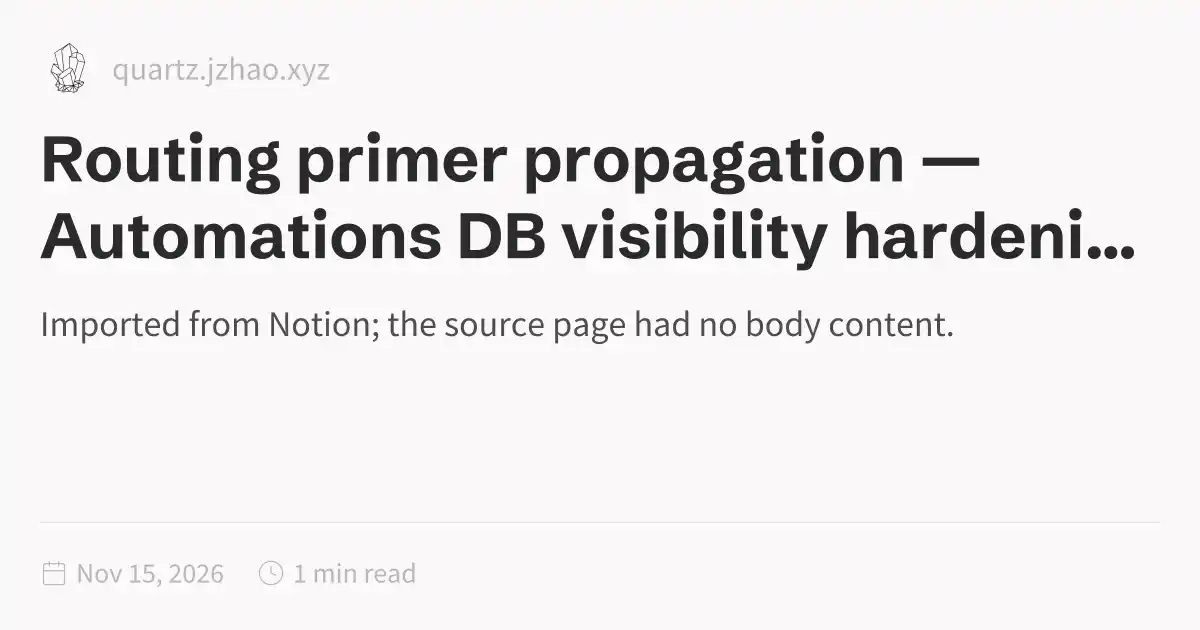 quartz.jzhao.xyz
Routing primer propagation —
Automations DB visibility hardeni...
Imported from Notion; the source page had no body content.
Nov 15, 2026 1 min read